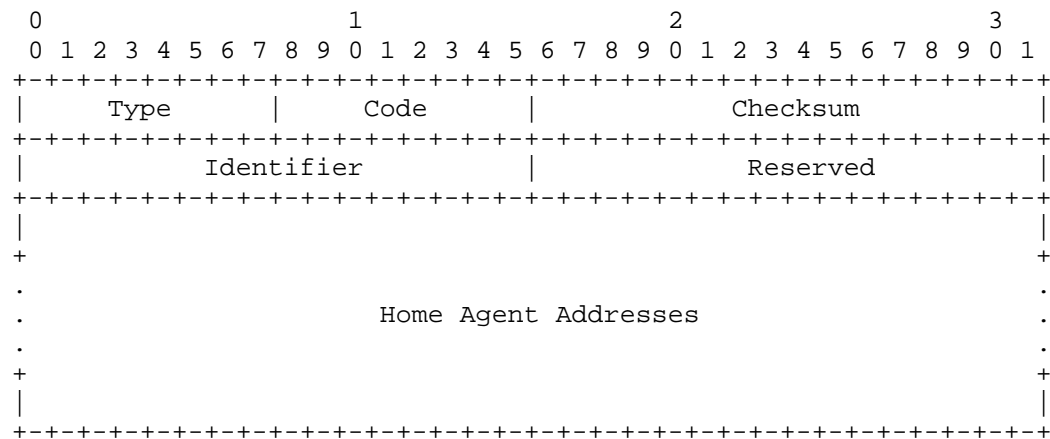 0                   1                   2                   3
 0 1 2 3 4 5 6 7 8 9 0 1 2 3 4 5 6 7 8 9 0 1 2 3 4 5 6 7 8 9 0 1
+-+-+-+-+-+-+-+-+-+-+-+-+-+-+-+-+-+-+-+-+-+-+-+-+-+-+-+-+-+-+-+-+
|     Type      |     Code      |            Checksum           |
+-+-+-+-+-+-+-+-+-+-+-+-+-+-+-+-+-+-+-+-+-+-+-+-+-+-+-+-+-+-+-+-+
|           Identifier          |             Reserved          |
+-+-+-+-+-+-+-+-+-+-+-+-+-+-+-+-+-+-+-+-+-+-+-+-+-+-+-+-+-+-+-+-+
|                                                               |
+                                                               +
.                                                               .
.                      Home Agent Addresses                     .
.                                                               .
+                                                               +
|                                                               |
+-+-+-+-+-+-+-+-+-+-+-+-+-+-+-+-+-+-+-+-+-+-+-+-+-+-+-+-+-+-+-+-+